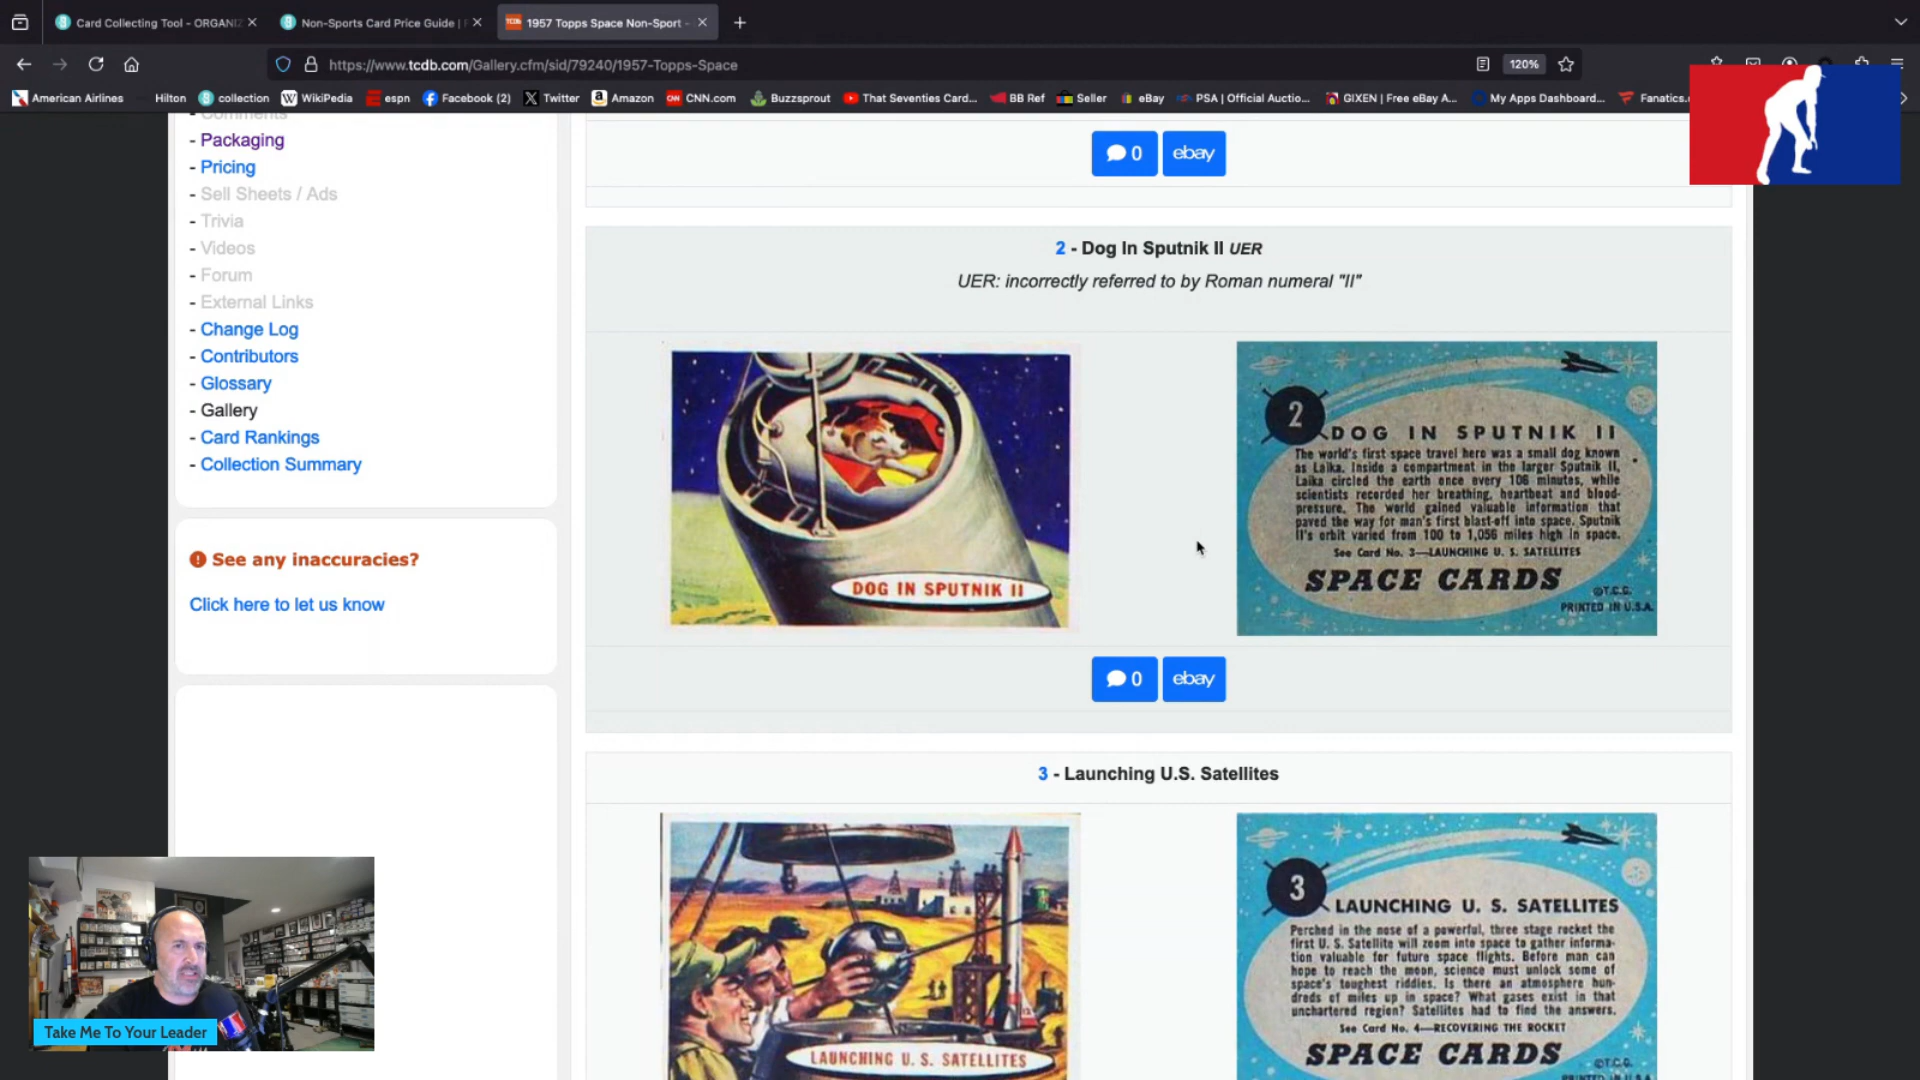 Card Collecting Tool - ORGANIZ
Non-Sports Card Price Guide |
TCDb 1957 Topps Space Non-Sport -
https://www.tcdb.com/Gallery.cfm/sid/79240/1957-Topps-Space
120%
American Airlines
Hilton
collection
WikiPedia
espn
Facebook (2)
Twitter
Amazon
CNN CNN.com
Buzzsprout
That Seventies Card...
BB Ref
Seller
eBay
PSA | Official Auctio...
GIXEN | Free eBay A...
My Apps Dashboard...
Fanatics.
- Comments
- Packaging
- Pricing
- Sell Sheets / Ads
- Trivia
- Videos
- Forum
- External Links
- Change Log
- Contributors
- Glossary
- Gallery
- Card Rankings
- Collection Summary
See any inaccuracies?
Click here to let us know
0
ebay
2 - Dog In Sputnik II UER
UER: incorrectly referred to by Roman numeral "II"
DOG IN SPUTNIK II
2
DOG IN SPUTNIK II
The world's first space travel hero was a small dog known
as Laika. Inside a compartment in the larger Sputnik II,
Laika circled the earth once every 106 minutes, while
scientists recorded her breathing, heartbeat and blood-
pressure. The world gained valuable information that
paved the way for man's first blast-off into space. Sputnik
II's orbit varied from 100 to 1,056 miles high in space.
See Card No. 3—LAUNCHING U. S. SATELLITES
SPACE CARDS
©T.C.G.
PRINTED IN U.S.A.
0
ebay
3 - Launching U.S. Satellites
LAUNCHING U. S. SATELLITES
3
LAUNCHING U. S. SATELLITES
Perched in the nose of a powerful, three stage rocket the
first U. S. Satellite will zoom into space to gather informa-
tion valuable for future space flights. Before man can
hope to reach the moon, science must unlock some of
space's toughest riddles. Is there an atmosphere hun-
dreds of miles up in space? What gases exist in that
unchartered region? Satellites had to find the answers.
See Card No. 4—RECOVERING THE ROCKET
SPACE CARDS
©T.C.G.
PRINTED IN U.S.A.
Take Me To Your Leader